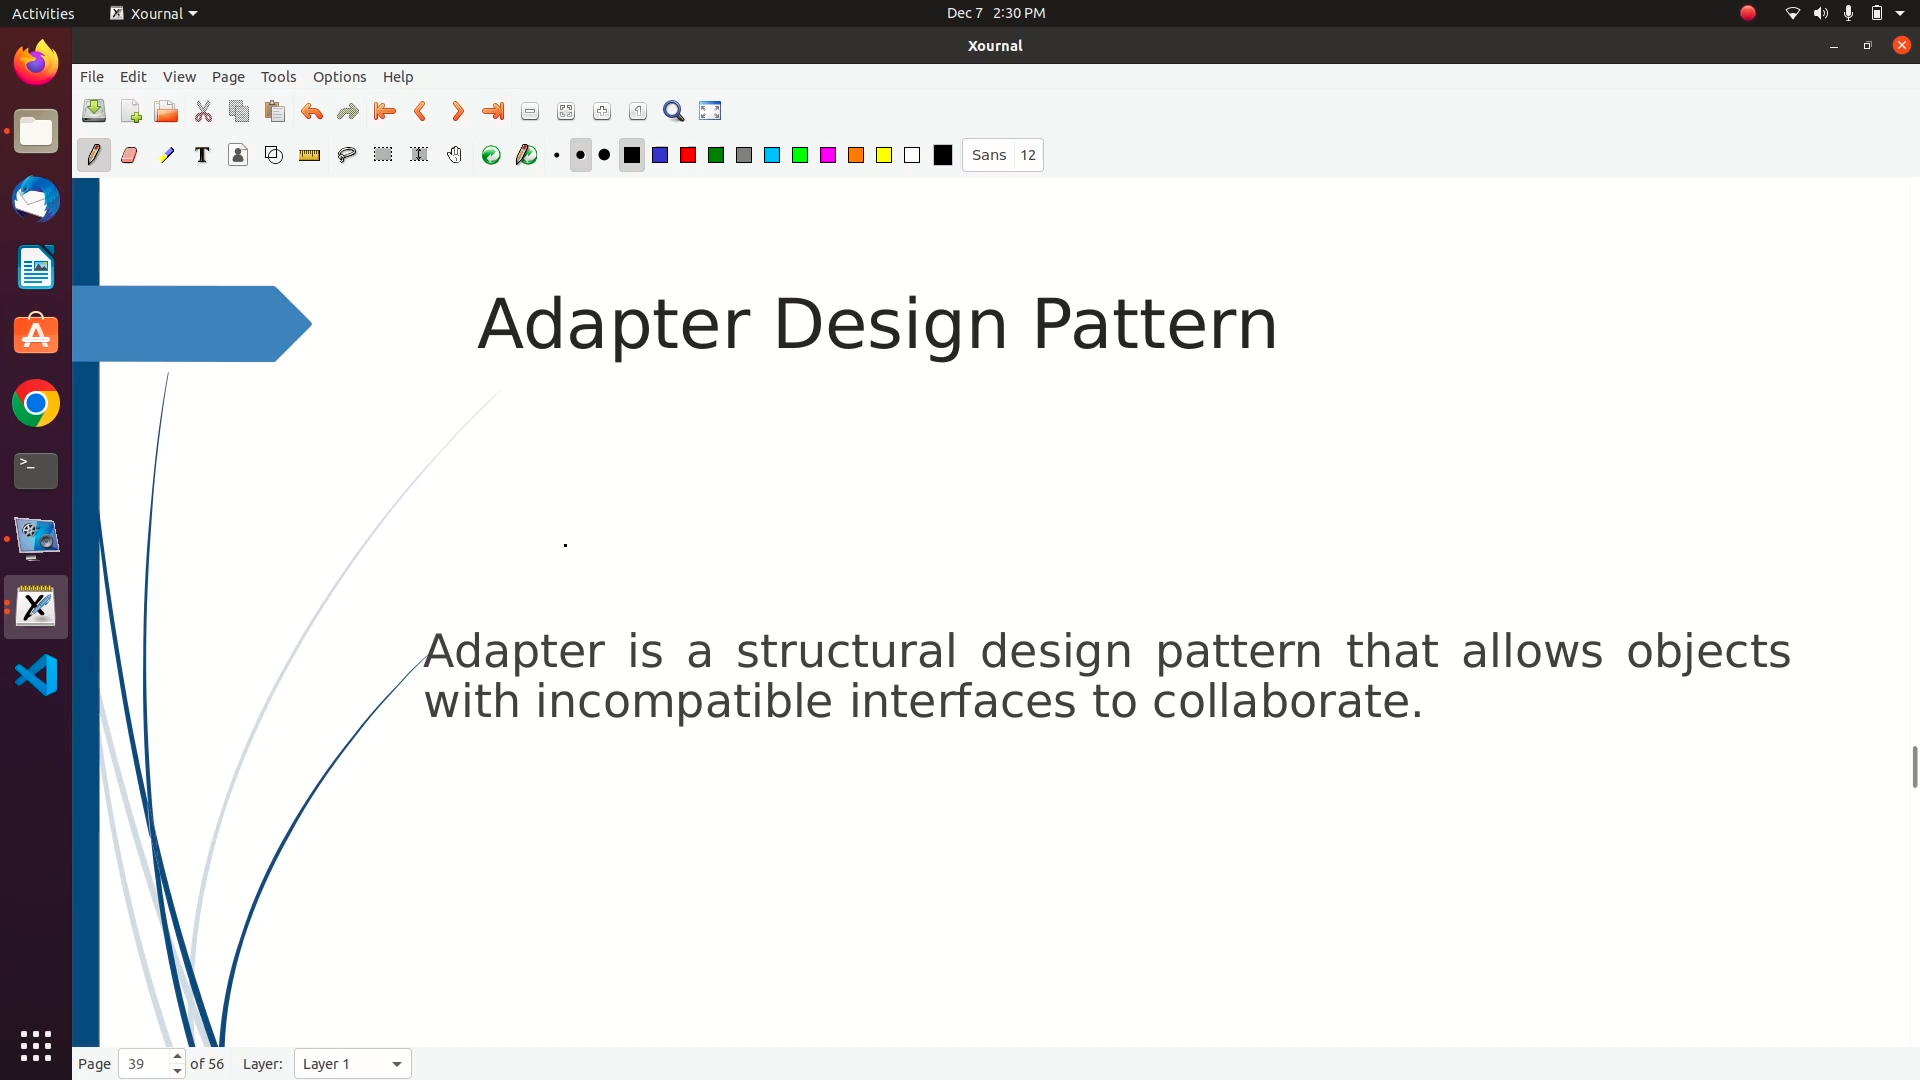 Activities Xournal Dec 7 2:30 PM
Xournal
File Edit View Page Tools Options Help
T Sans 12
Adapter Design Pattern
Adapter is a structural design pattern that allows objects
with incompatible interfaces to collaborate.
Page 39 of 56 Layer: Layer 1